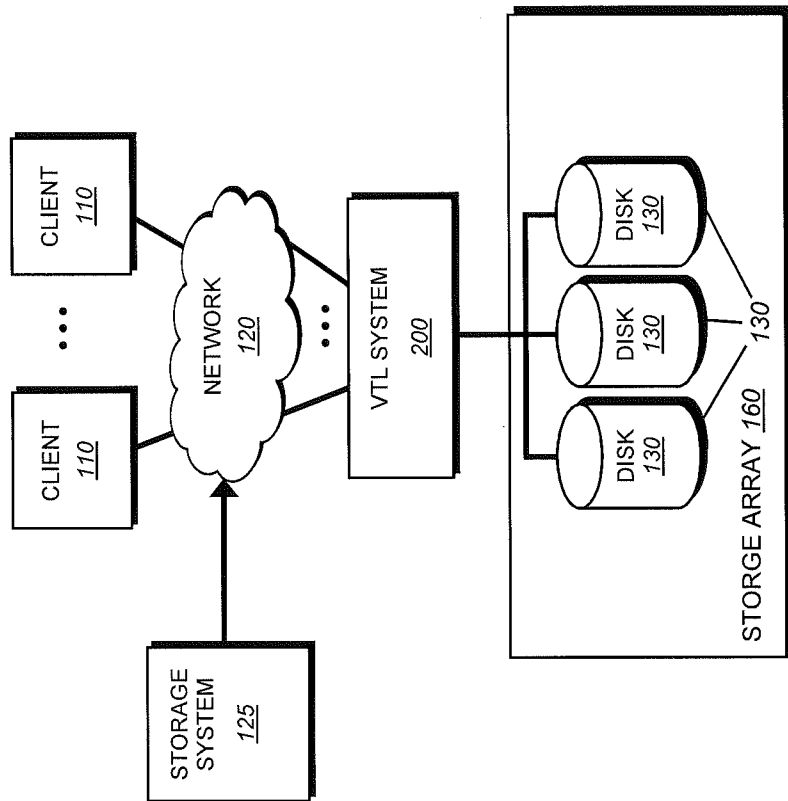 CLIENT
110
CLIENT
110
NETWORK
120
STORAGE
SYSTEM
125
VTL SYSTEM
200
DISK
130
DISK
130
DISK
130
130
STORGE ARRAY 160